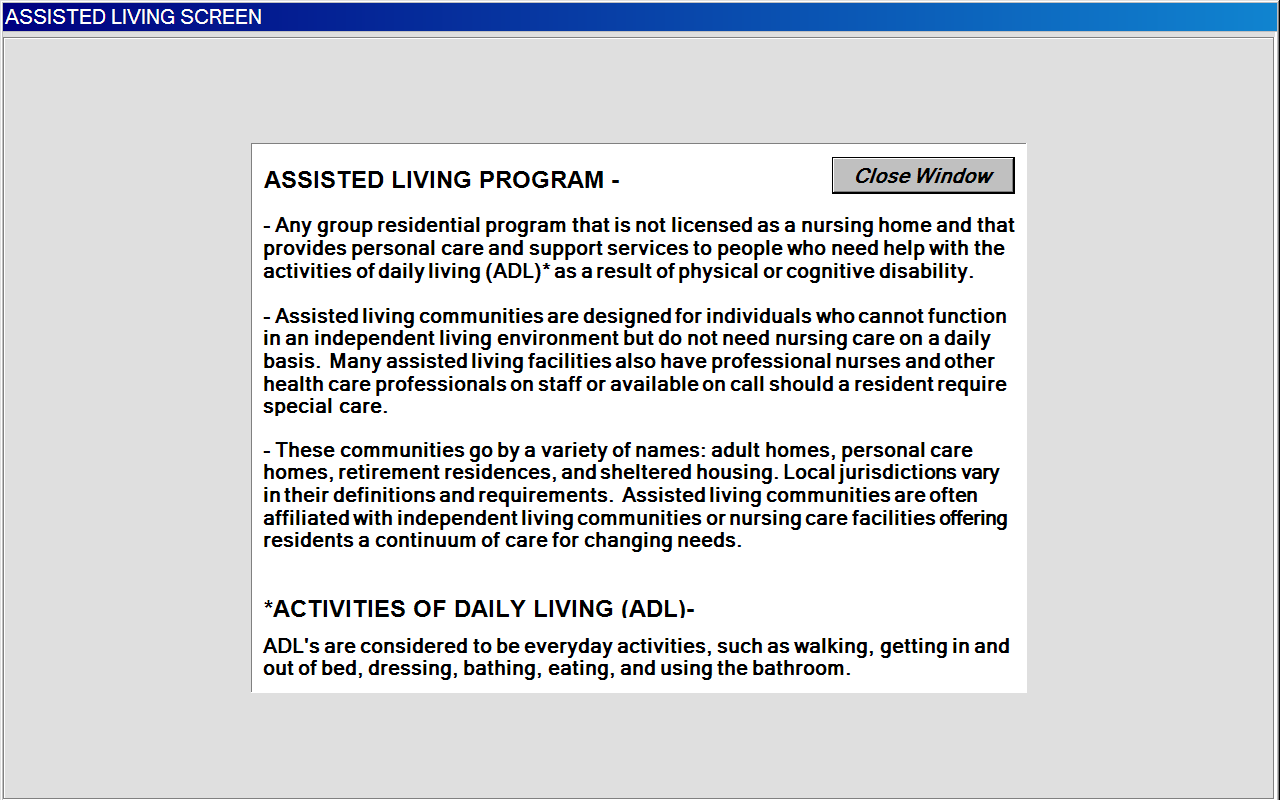 ASSISTED LIVING SCREEN
ASSISTED LIVING PROGRAM -
Close Window
- Any group residential program that is not licensed as a nursing home and that
provides personal care and support services to people who need help with the
activities of daily living (ADL)* as a result of physical or cognitive disability.
- Assisted living communities are designed for individuals who cannot function
in an independent living environment but do not need nursing care on a daily
basis.  Many assisted living facilities also have professional nurses and other
health care professionals on staff or available on call should a resident require
special care.
- These communities go by a variety of names: adult homes, personal care
homes, retirement residences, and sheltered housing. Local jurisdictions vary
in their definitions and requirements.  Assisted living communities are often
affiliated with independent living communities or nursing care facilities offering
residents a continuum of care for changing needs.
*ACTIVITIES OF DAILY LIVING (ADL)-
ADL's are considered to be everyday activities, such as walking, getting in and
out of bed, dressing, bathing, eating, and using the bathroom.